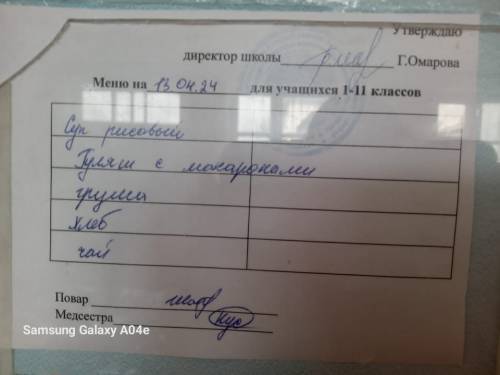 Утверждаю
директор школы Г.Омарова
Меню на 13.04.24 для учащихся 1-11 классов
Суп рисовый
Гуляш с макаронами
груша
хлеб
чай
Повар
Медсестра
Samsung Galaxy A04e